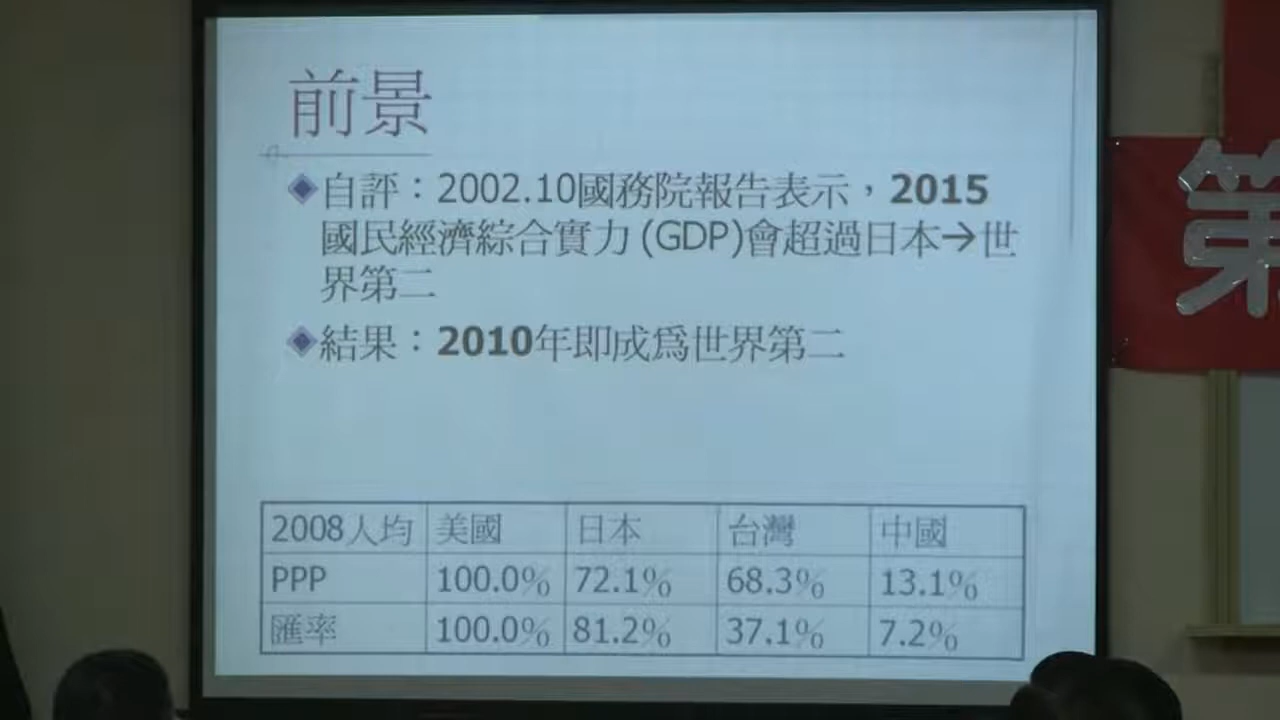 前景
自評：2002.10國務院報告表示，2015
國民經濟綜合實力(GDP)會超過日本→世
界第二
結果：2010年即成爲世界第二
2008人均 美國 日本 台灣 中國
PPP 100.0% 72.1% 68.3% 13.1%
匯率 100.0% 81.2% 37.1% 7.2%
第